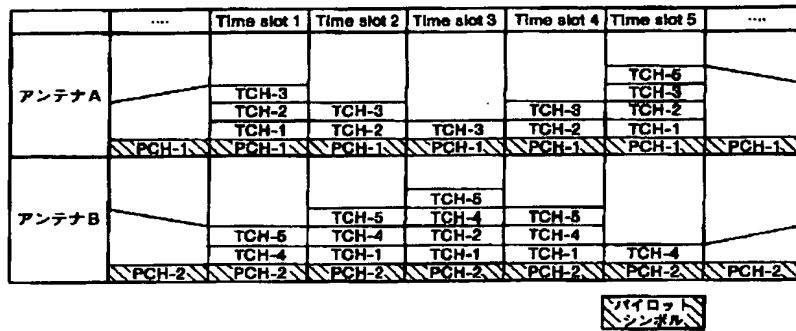 .... Time slot 1 Time slot 2 Time slot 3 Time slot 4 Time slot 5 ....
TCH-5
アンテナA TCH-3 TCH-3
TCH-2 TCH-3 TCH-3 TCH-2
TCH-1 TCH-2 TCH-3 TCH-2 TCH-1
PCH-1 PCH-1 PCH-1 PCH-1 PCH-1 PCH-1 PCH-1
TCH-5
アンテナB TCH-5 TCH-4 TCH-5
TCH-5 TCH-4 TCH-2 TCH-4
TCH-4 TCH-1 TCH-1 TCH-1 TCH-4
PCH-2 PCH-2 PCH-2 PCH-2 PCH-2 PCH-2 PCH-2
パイロット
シンボル